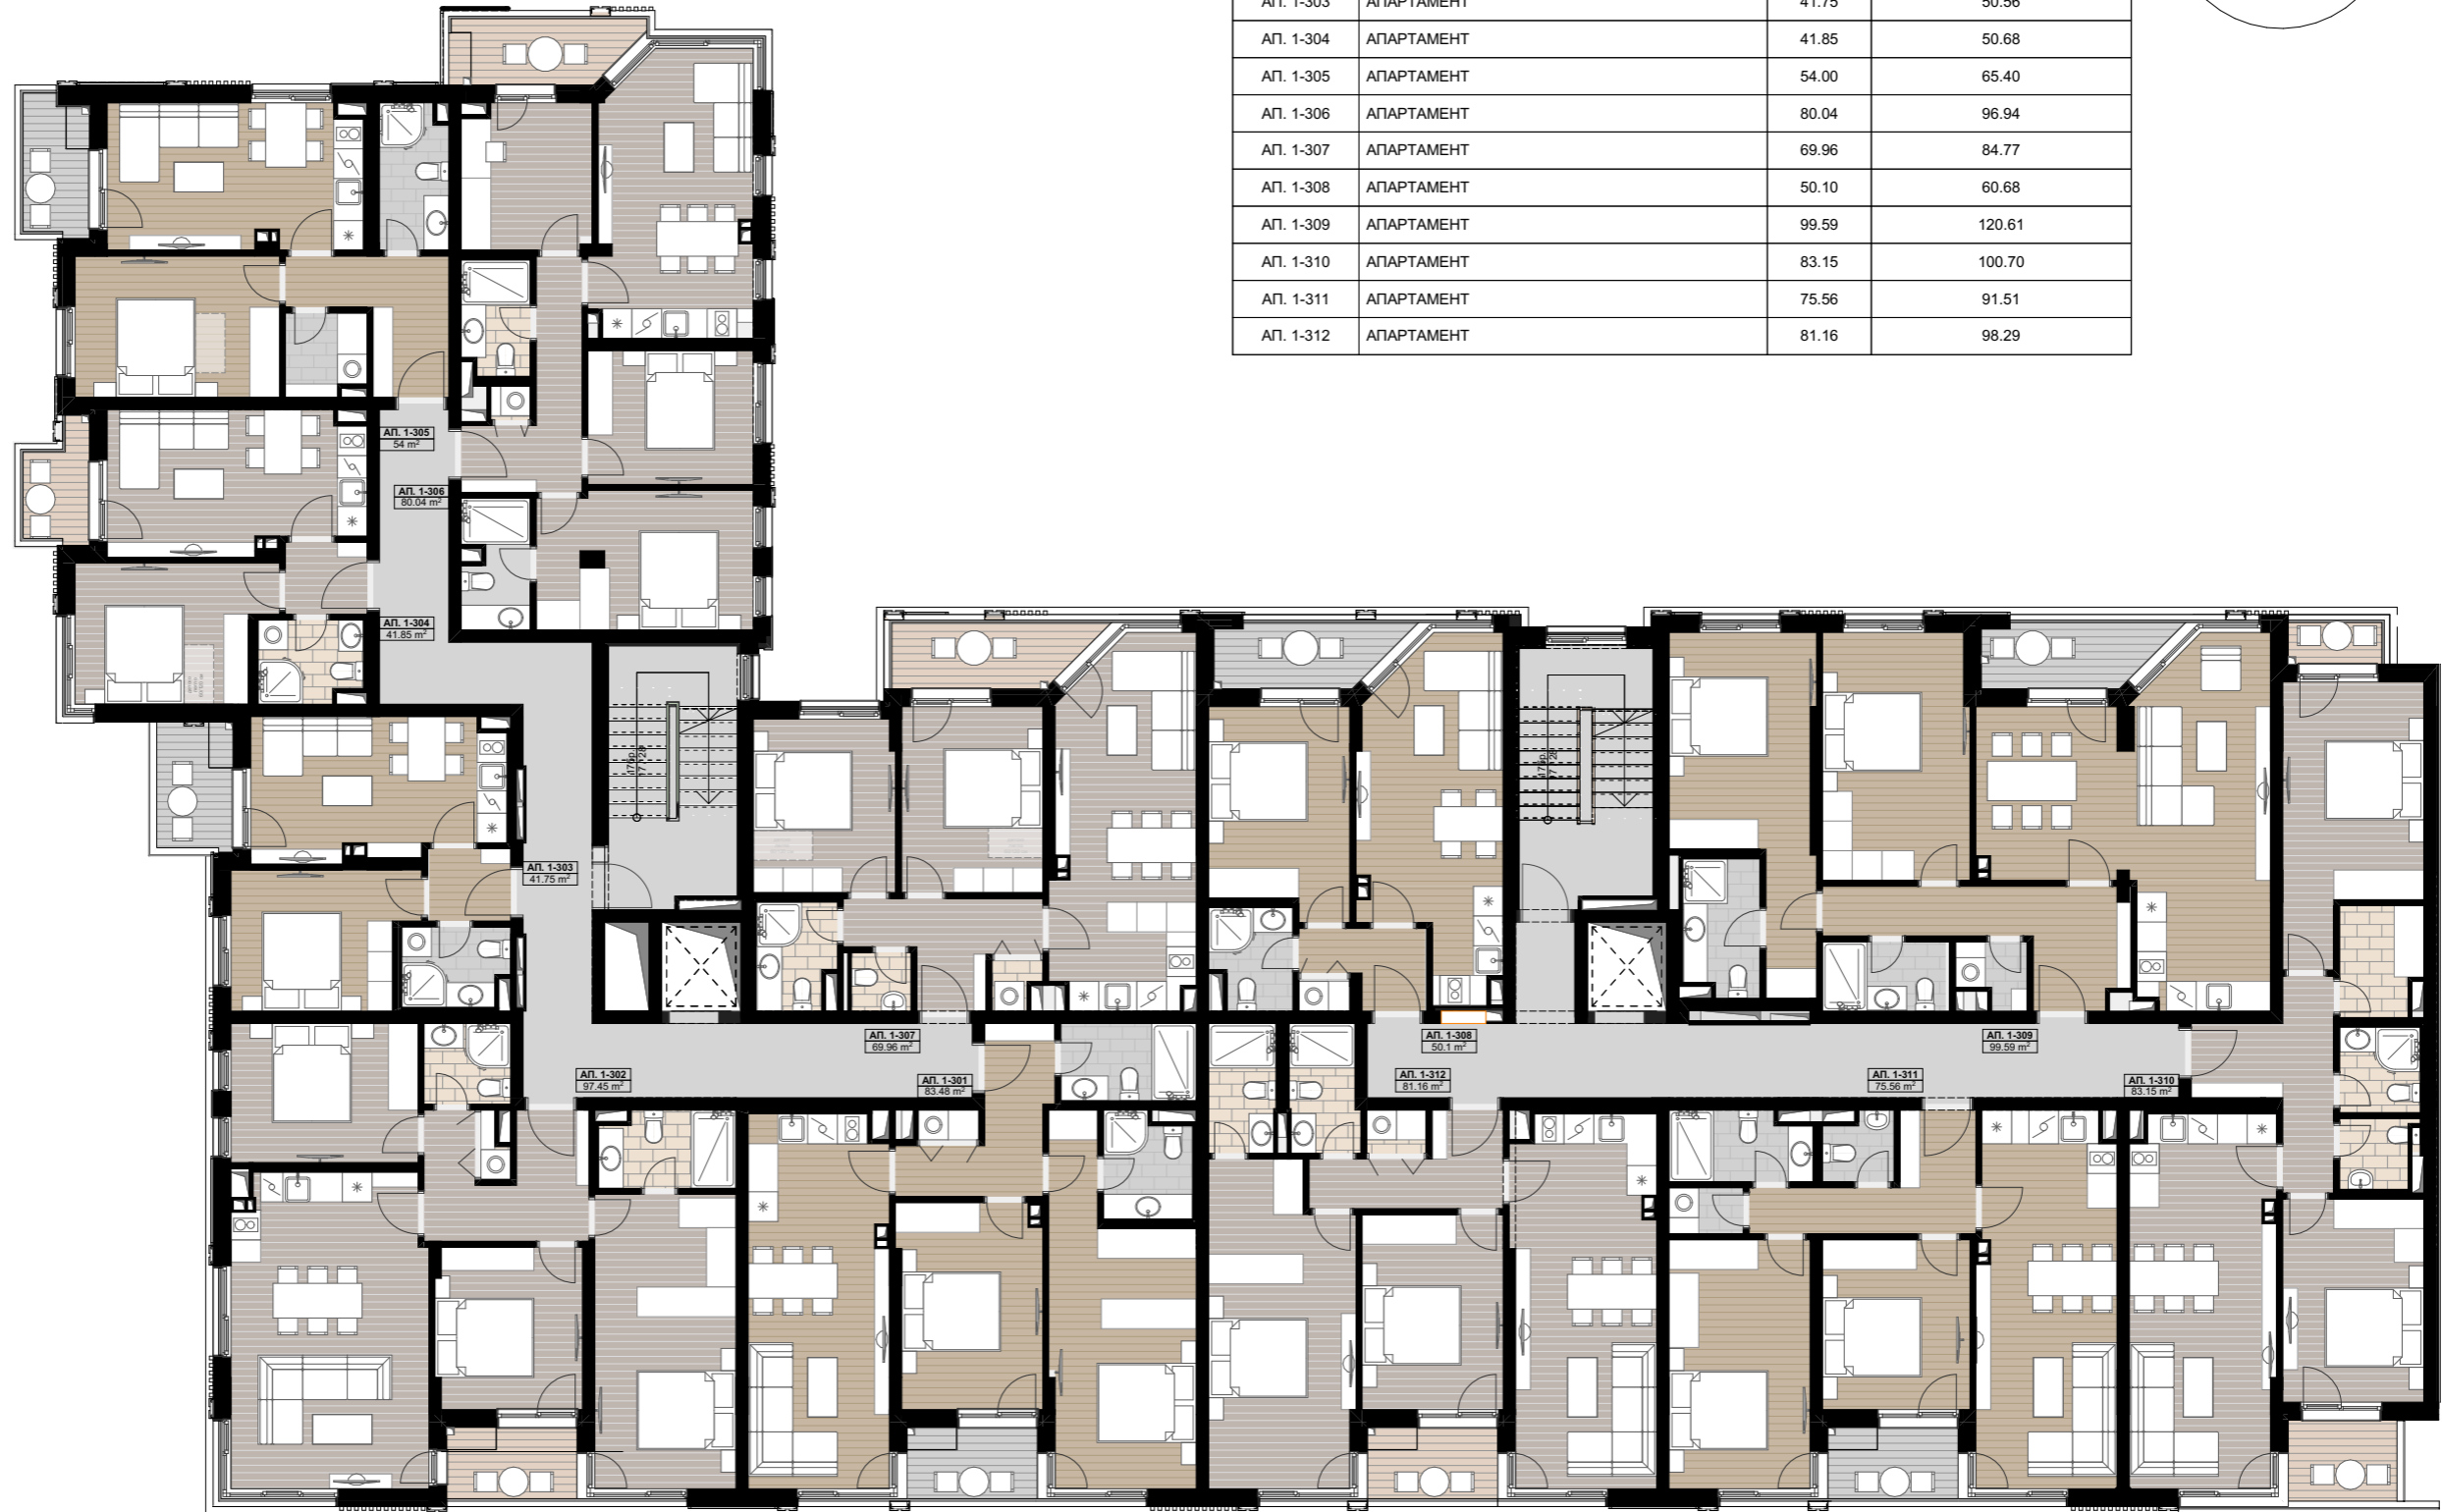 АП. 1-303 АПАРТАМЕНТ 41.75 50.56
АП. 1-304 АПАРТАМЕНТ 41.85 50.68
АП. 1-305 АПАРТАМЕНТ 54.00 65.40
АП. 1-306 АПАРТАМЕНТ 80.04 96.94
АП. 1-307 АПАРТАМЕНТ 69.96 84.77
АП. 1-308 АПАРТАМЕНТ 50.10 60.68
АП. 1-309 АПАРТАМЕНТ 99.59 120.61
АП. 1-310 АПАРТАМЕНТ 83.15 100.70
АП. 1-311 АПАРТАМЕНТ 75.56 91.51
АП. 1-312 АПАРТАМЕНТ 81.16 98.29
АП. 1-305
54 m²
АП. 1-306
80.04 m²
АП. 1-304
41.85 m²
АП. 1-303
41.75 m²
АП. 1-307
69.96 m²
АП. 1-302
97.45 m²
АП. 1-301
83.48 m²
АП. 1-308
50.1 m²
АП. 1-312
81.16 m²
АП. 1-309
99.59 m²
АП. 1-311
75.56 m²
АП. 1-310
83.15 m²